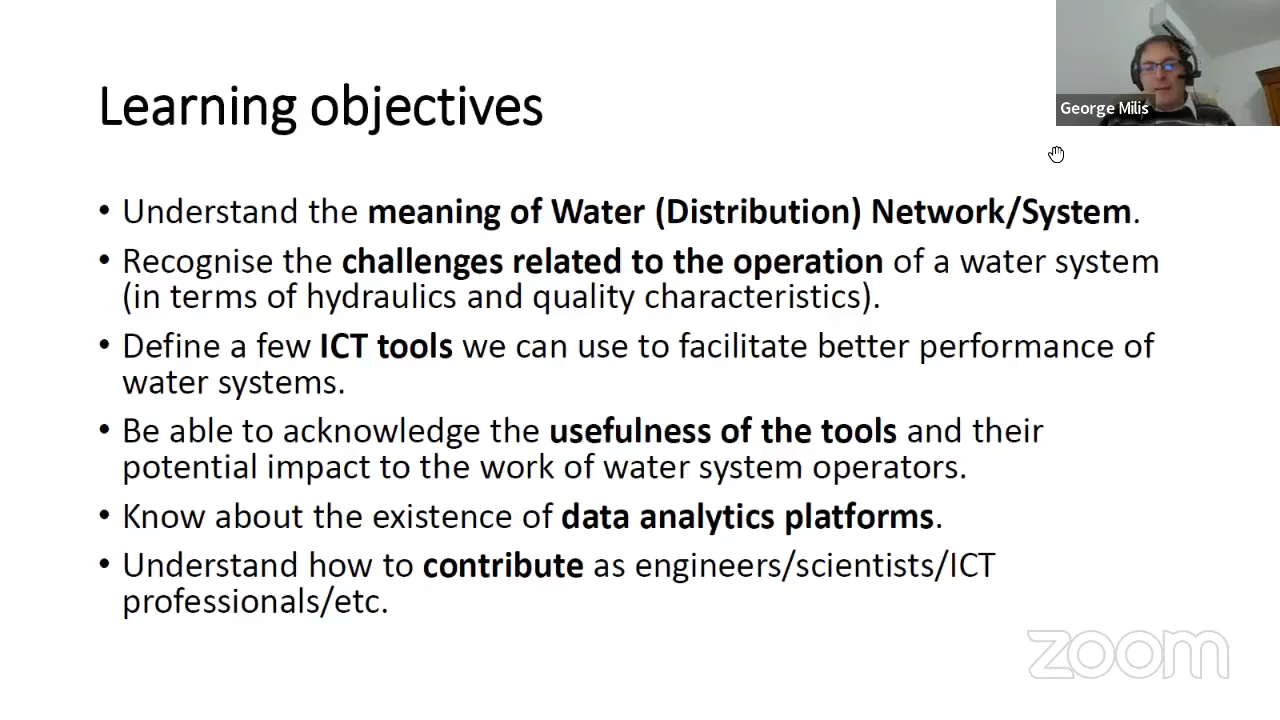 Learning objectives
George Milis
• Understand the meaning of Water (Distribution) Network/System.
• Recognise the challenges related to the operation of a water system
(in terms of hydraulics and quality characteristics).
• Define a few ICT tools we can use to facilitate better performance of
water systems.
• Be able to acknowledge the usefulness of the tools and their
potential impact to the work of water system operators.
• Know about the existence of data analytics platforms.
• Understand how to contribute as engineers/scientists/ICT
professionals/etc.
zoom